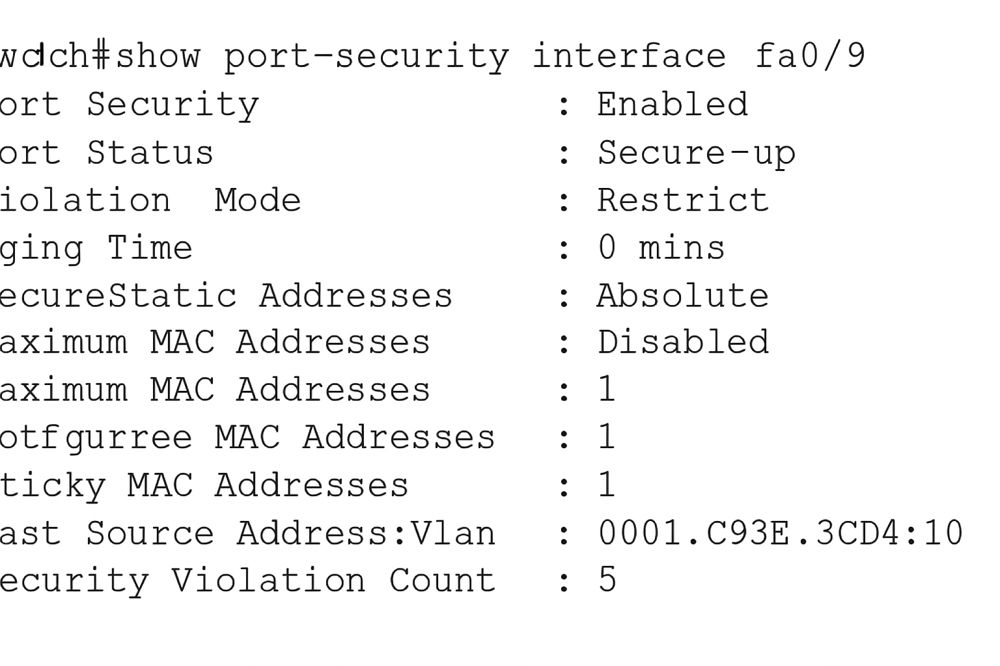 wdch#show port-security interface fa0/9
ort Security : Enabled
ort Status : Secure-up
iolation Mode : Restrict
ging Time : 0 mins
ecureStatic Addresses : Absolute
aximum MAC Addresses : Disabled
aximum MAC Addresses : 1
otfgurree MAC Addresses : 1
ticky MAC Addresses : 1
ast Source Address:Vlan : 0001.C93E.3CD4:10
ecurity Violation Count : 5